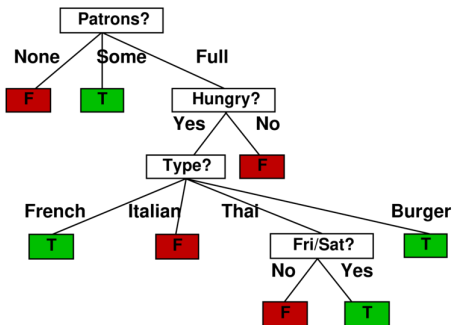 Patrons?
None Some Full
F T Hungry?
Yes No
Type? F
French Italian Thai Burger
T F Fri/Sat? T
No Yes
F T